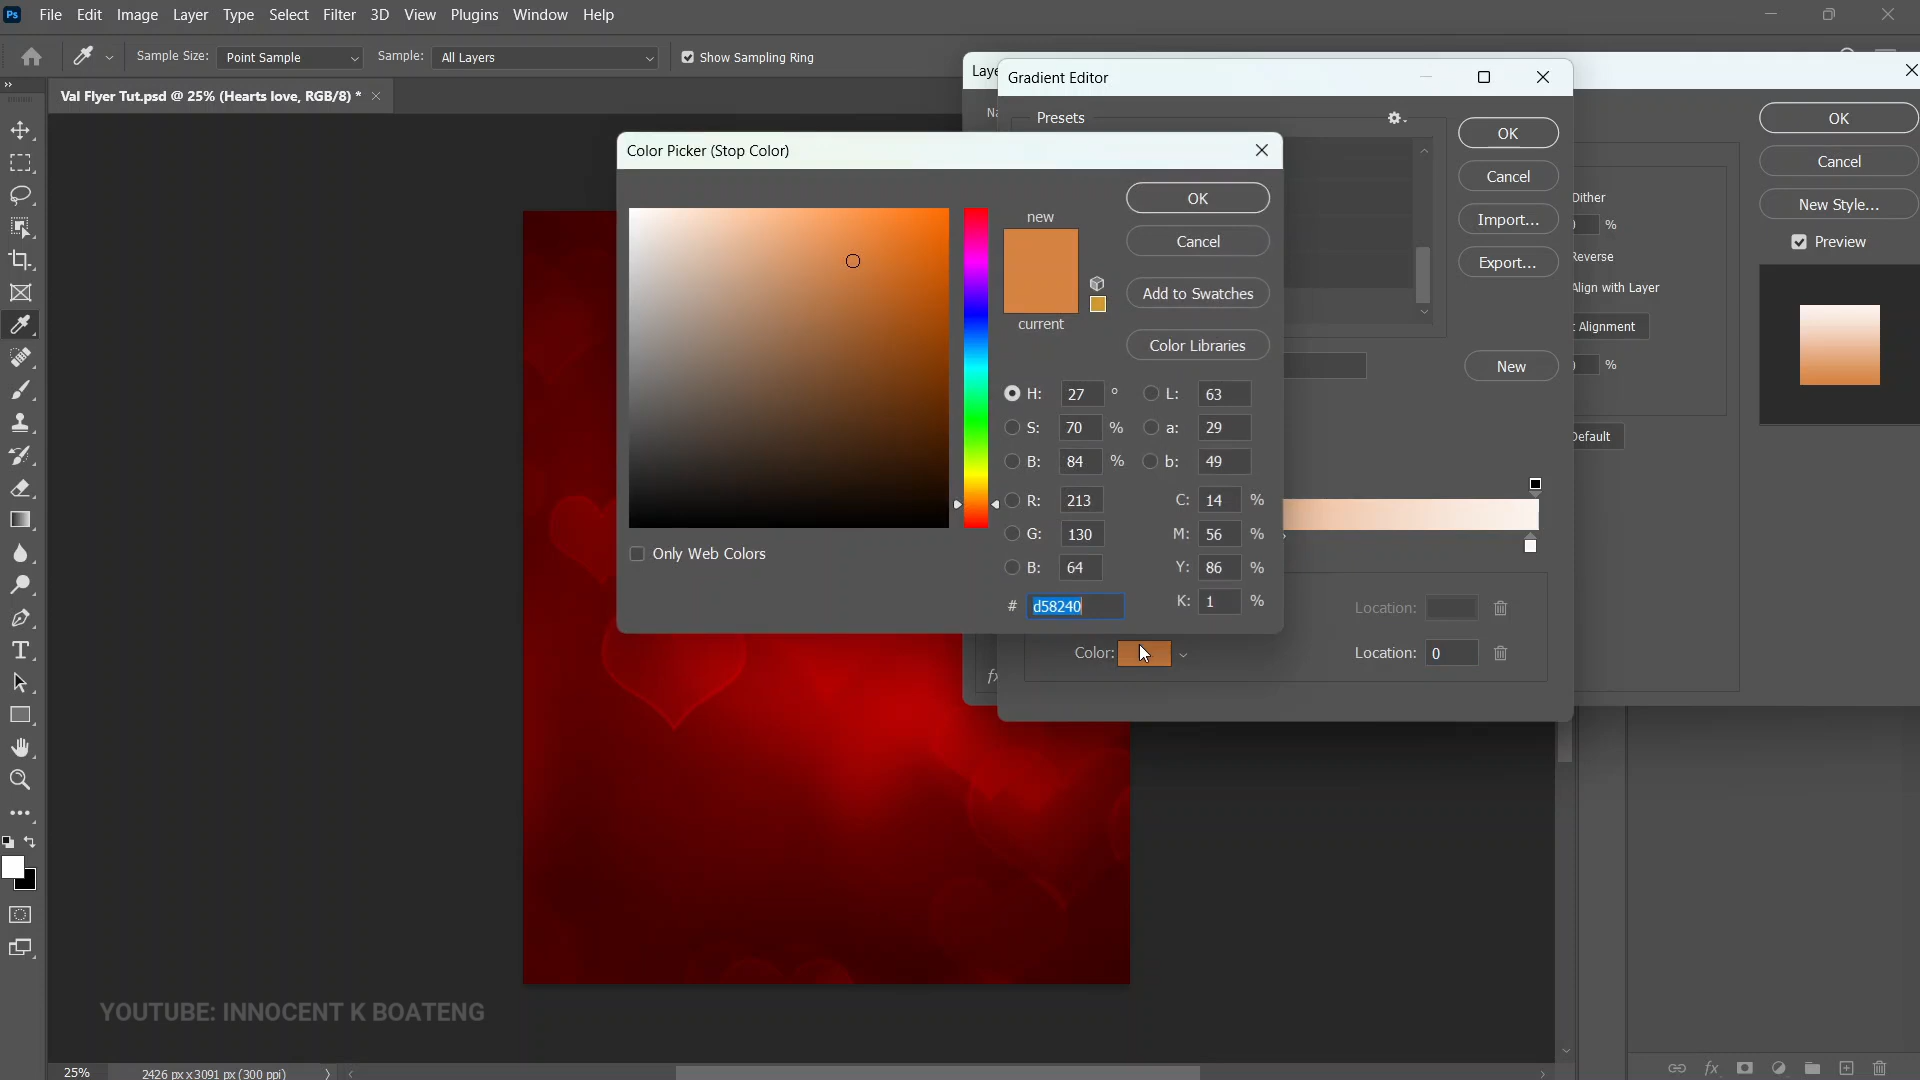 Ps File Edit Image Layer Type Select Filter 3D View Plugins Window Help
Sample Size: Point Sample Sample: All Layers Show Sampling Ring
Val Flyer Tut.psd @ 25% (Hearts love, RGB/8) *
Gradient Editor
Presets
OK
Cancel
Import...
Export...
New
Color Picker (Stop Color)
OK
Cancel
Add to Swatches
Color Libraries
new
current
H: 27 ° L: 63
S: 70 % a: 29
B: 84 % b: 49
R: 213 C: 14 %
G: 130 M: 56 %
B: 64 Y: 86 %
# d58240 K: 1 %
Only Web Colors
Location:
Color: Location: 0
OK
Cancel
New Style...
Preview
Dither
%
Reverse
Align with Layer
Alignment
%
Default
fx
YOUTUBE: INNOCENT K BOATENG
25% 2426 px x 3091 px (300 ppi)
fx